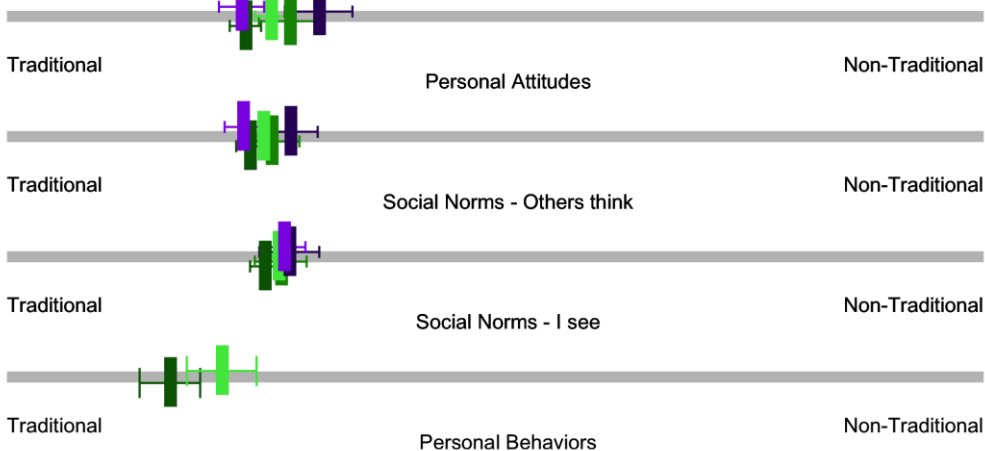 Traditional Non-Traditional
Personal Attitudes
Traditional Non-Traditional
Social Norms - Others think
Traditional Non-Traditional
Social Norms - I see
Traditional Non-Traditional
Personal Behaviors